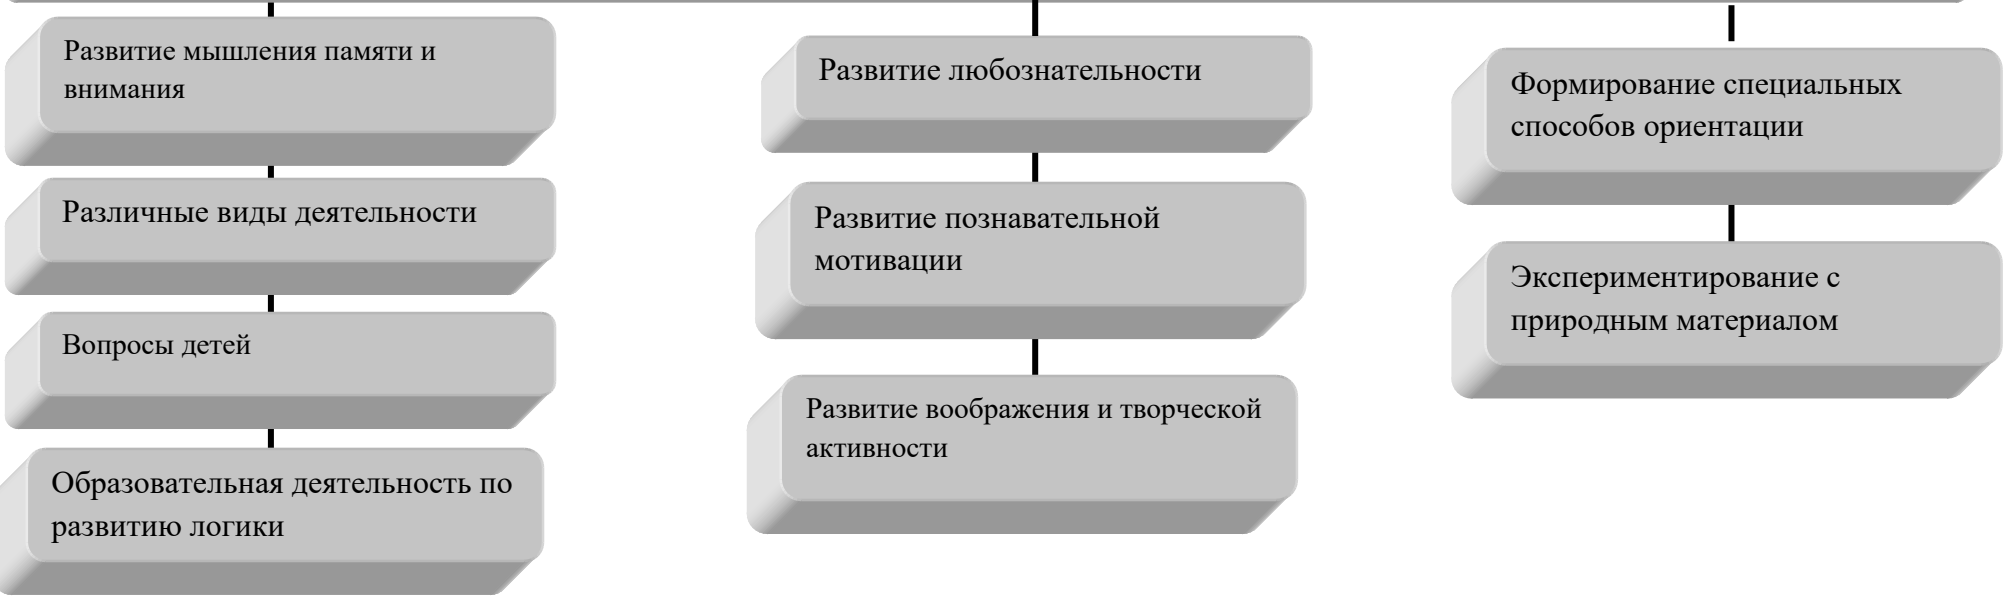 Развитие мышления памяти и
внимания
Различные виды деятельности
Вопросы детей
Образовательная деятельность по
развитию логики
Развитие любознательности
Развитие познавательной
мотивации
Развитие воображения и творческой
активности
Формирование специальных
способов ориентации
Экспериментирование с
природным материалом